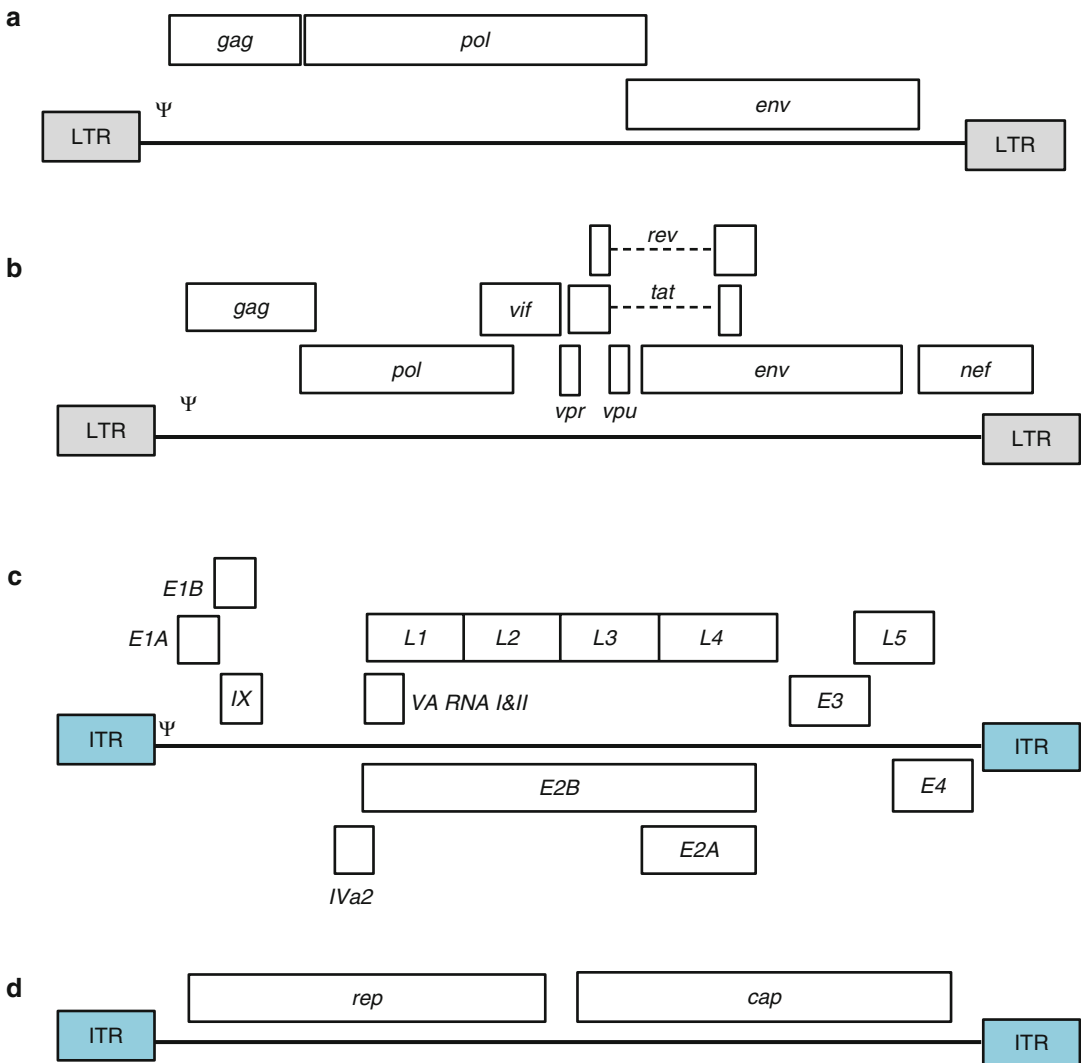 a
gag pol
Ψ env
LTR LTR
b
rev
gag vif tat
pol env nef
Ψ vpr vpu
LTR LTR
c
E1B
E1A L1 L2 L3 L4 L5
IX VA RNA I&II E3
Ψ
ITR ITR
E2B E4
E2A
IVa2
d
rep cap
ITR ITR